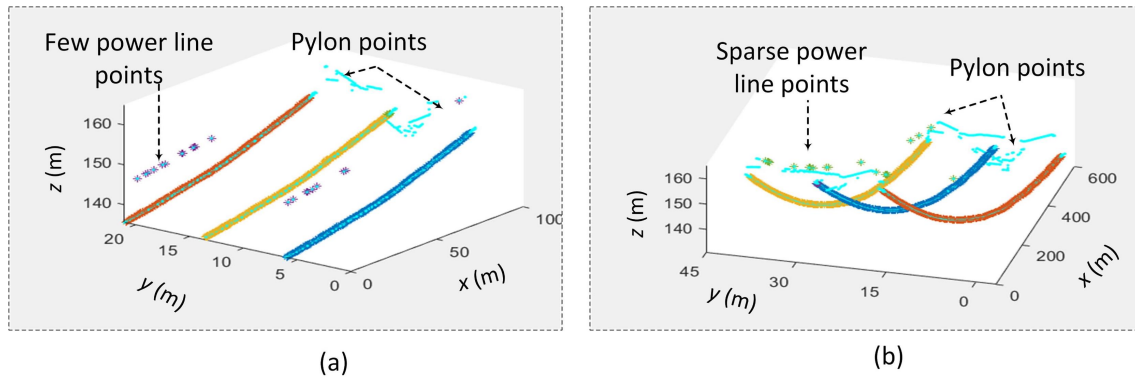 Few power line
points
Pylon points
160
150
140
z (m)
20
15
10
5
0
y (m)
0
50
100
x (m)
(a)
Sparse power
line points
Pylon points
160
150
140
z (m)
45
30
15
0
y (m)
0
200
400
600
x (m)
(b)